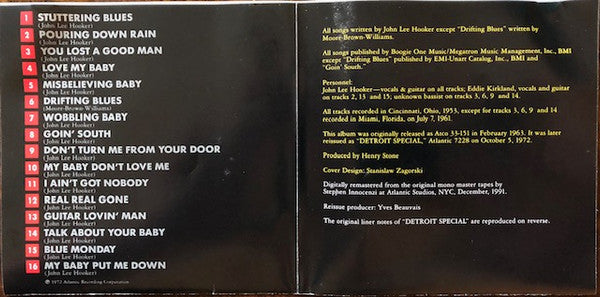 1 STUTTERING BLUES
(John Lee Hooker)
2 POURING DOWN RAIN
(John Lee Hooker)
3 YOU LOST A GOOD MAN
(John Lee Hooker)
4 LOVE MY BABY
(John Lee Hooker)
5 MISBELIEVING BABY
(John Lee Hooker)
6 DRIFTING BLUES
(Moore-Brown-Williams)
7 WOBBLING BABY
(John Lee Hooker)
8 GOIN' SOUTH
(John Lee Hooker)
9 DON'T TURN ME FROM YOUR DOOR
(John Lee Hooker)
10 MY BABY DON'T LOVE ME
(John Lee Hooker)
11 I AIN'T GOT NOBODY
(John Lee Hooker)
12 REAL REAL GONE
(John Lee Hooker)
13 GUITAR LOVIN' MAN
(John Lee Hooker)
14 TALK ABOUT YOUR BABY
(John Lee Hooker)
15 BLUE MONDAY
(John Lee Hooker)
16 MY BABY PUT ME DOWN
(John Lee Hooker)
℗ 1972 Atlantic Recording Corporation
All songs written by John Lee Hooker except "Drifting Blues" written by
Moore-Brown-Williams.
All songs published by Boogie One Music/Megatron Music Management, Inc., BMI
except "Drifting Blues" published by EMI-Unart Catalog, Inc., BMI and
"Goin' South."
Personnel:
John Lee Hooker—vocals & guitar on all tracks; Eddie Kirkland, vocals and guitar
on tracks 2, 13 and 15; unknown bassist on tracks 3, 6, 9 and 14.
All tracks recorded in Cincinnati, Ohio, 1953, except for tracks 3, 6, 9 and 14
recorded in Miami, Florida, on July 7, 1961.
This album was originally released as Atco 33-151 in February 1963. It was later
reissued as "DETROIT SPECIAL," Atlantic 7228 on October 5, 1972.
Produced by Henry Stone
Cover Design: Stanislaw Zagorski
Digitally remastered from the original mono master tapes by
Stephen Innocenzi at Atlantic Studios, NYC, December, 1991.
Reissue producer: Yves Beauvais
The original liner notes of "DETROIT SPECIAL" are reproduced on reverse.